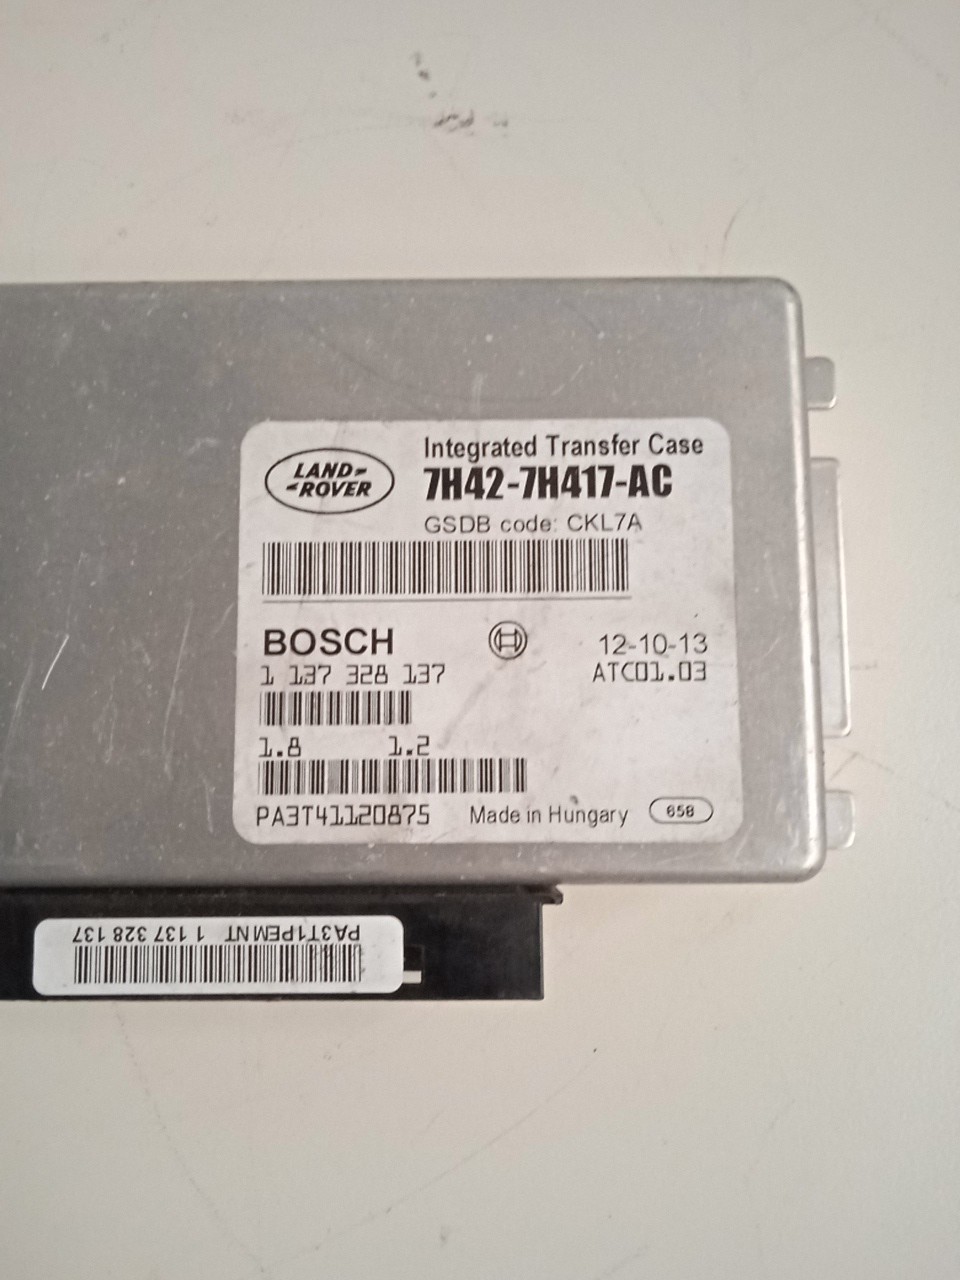 LAND-
-ROVER
Integrated Transfer Case
7H42-7H417-AC
GSDB code: CKL7A
BOSCH
12-10-13
1 137 328 137
ATC01.03
1.8 1.2
PA3T41120875
Made in Hungary
658
PA3T1PEMNT 1 137 328 137